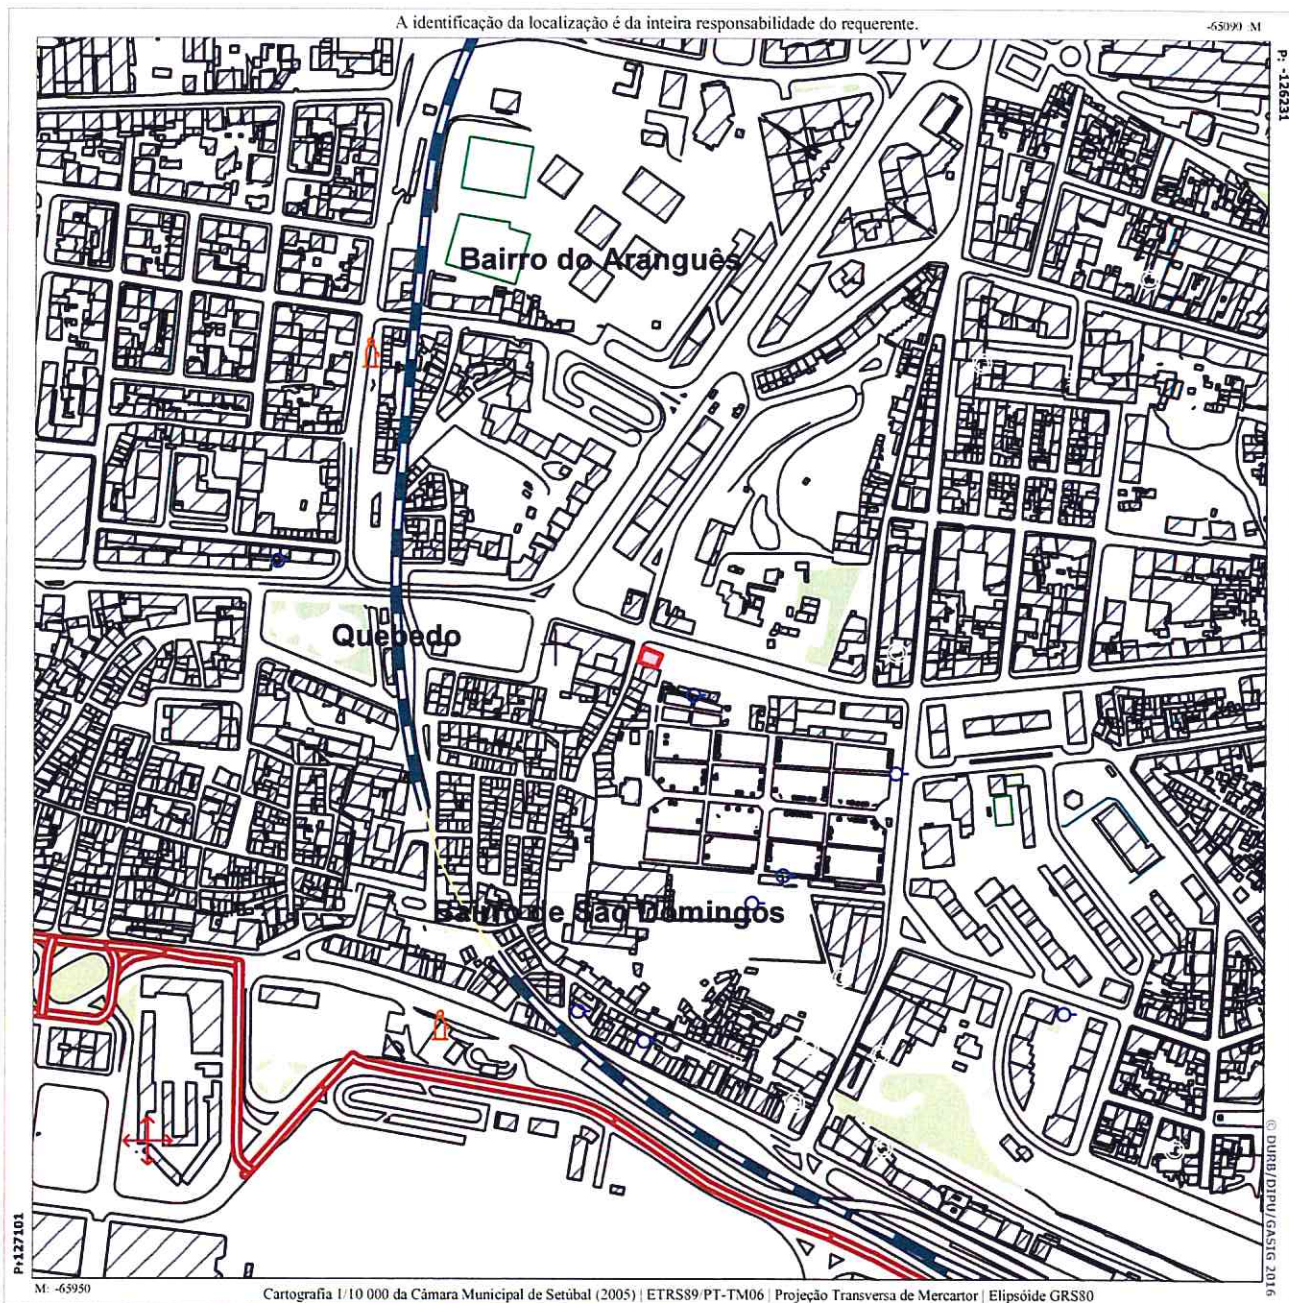 A identificação da localização é da inteira responsabilidade do requerente.
-65090 :M
P: -126231
Bairro do Aranguês
Quebedo
Bairro de São Domingos
© DURB/DIPU/GASIG 2016
P:-127101
M: -65950
Cartografia 1/10 000 da Câmara Municipal de Setúbal (2005) | ETRS89/PT-TM06 | Projeção Transversa de Mercartor | Elipsóide GRS80